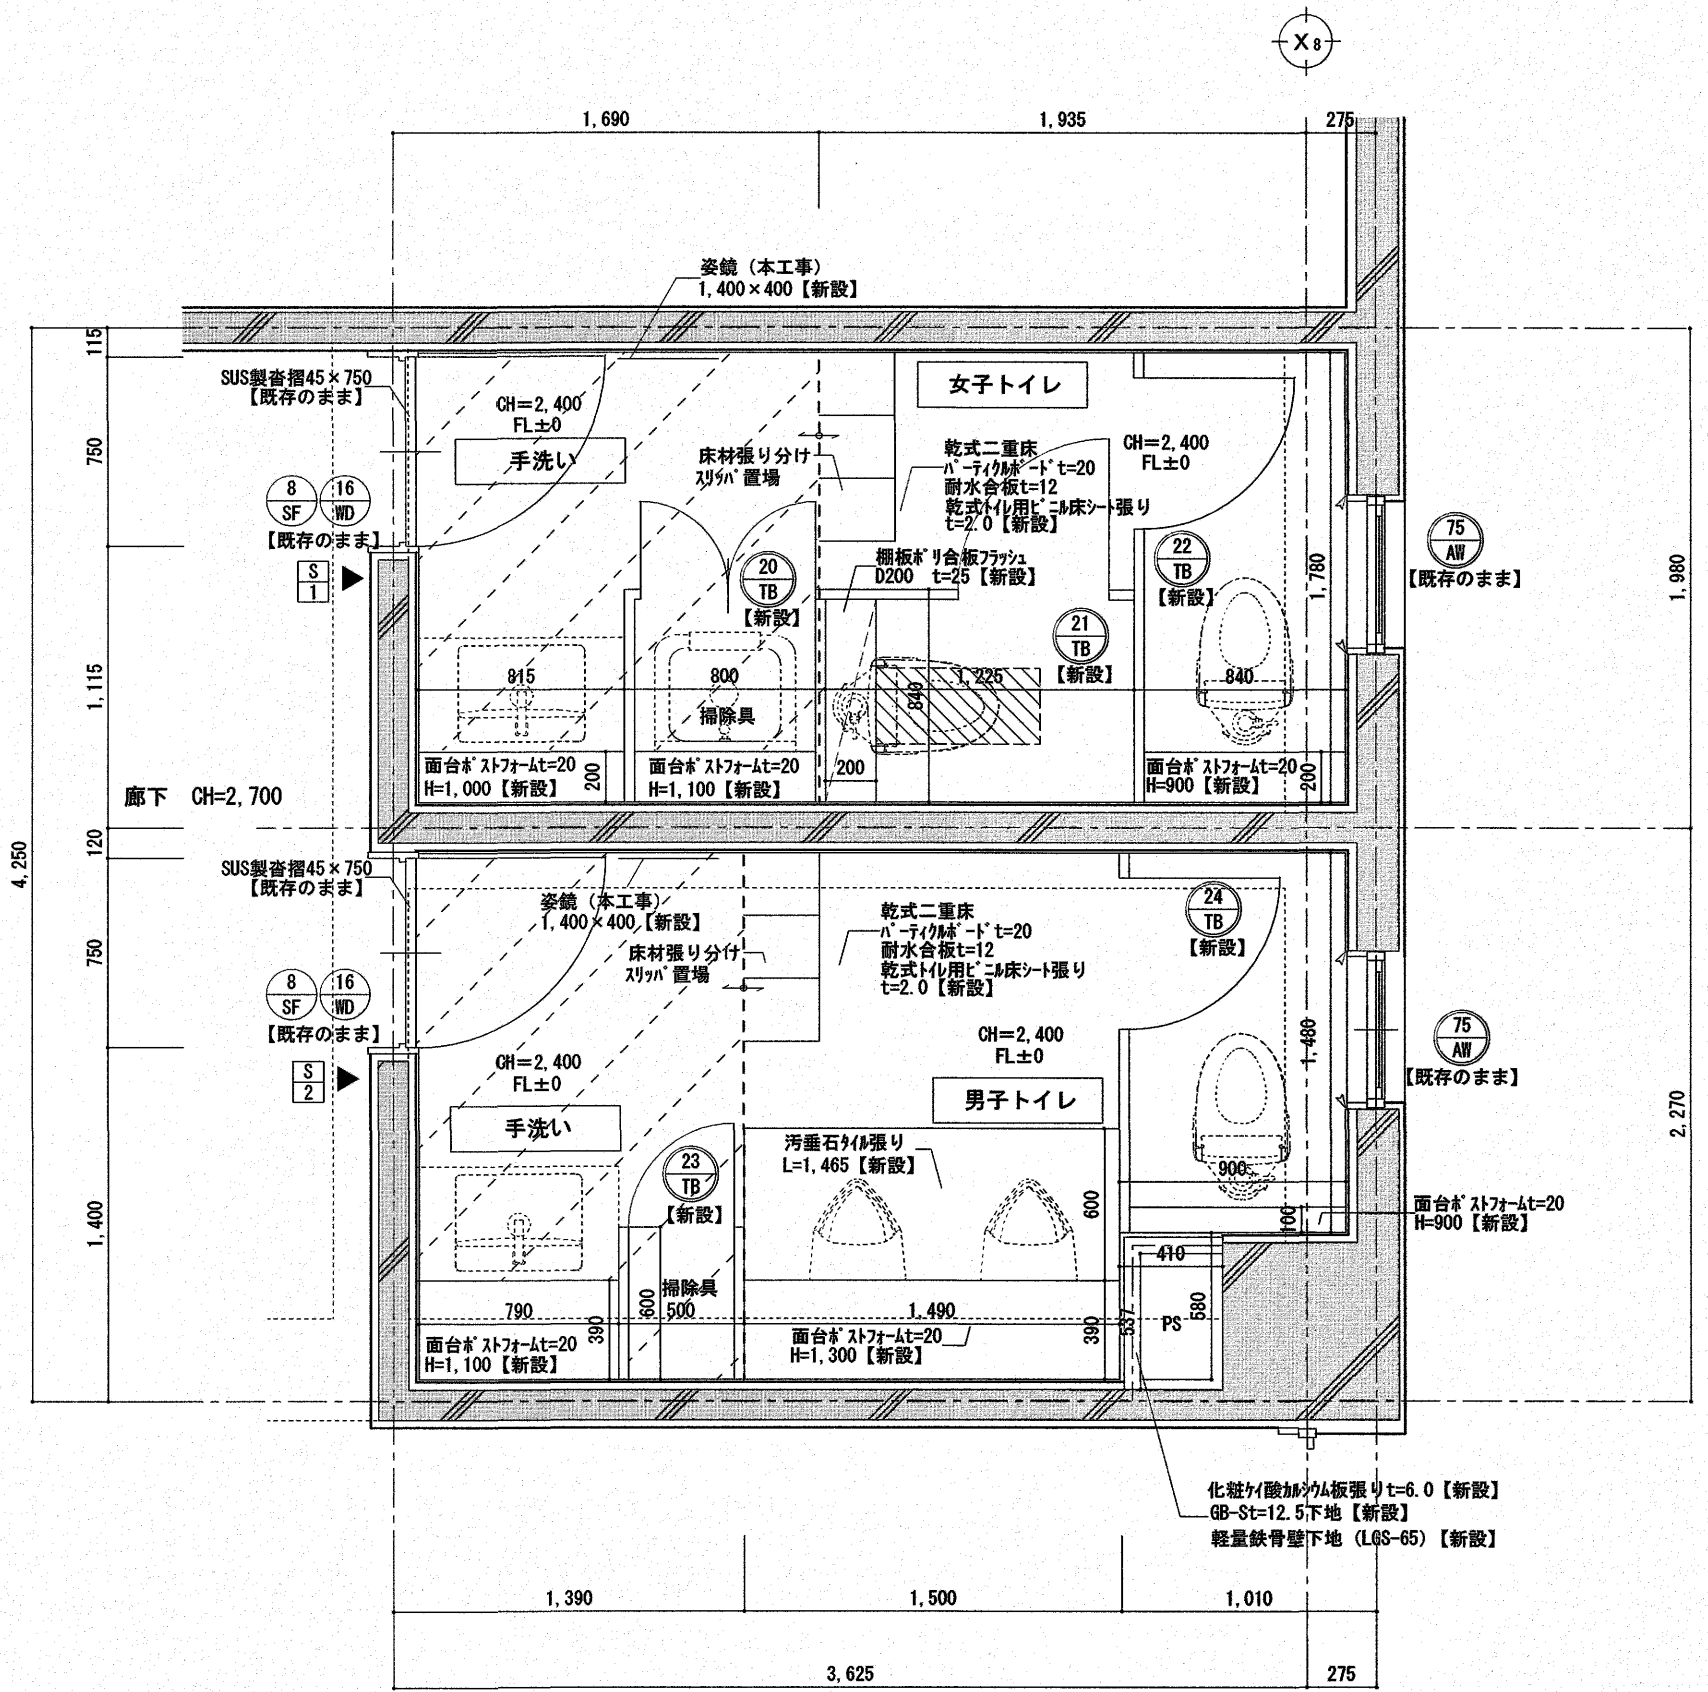 X8
1,690
1,935
275
姿鏡（本工事）
1,400×400【新設】
115
SUS製沓摺45×750
【既存のまま】
CH=2,400
FL±0
手洗い
女子トイレ
床材張り分け
スリッパ置場
乾式二重床
パーティクルボードt=20
耐水合板t=12
乾式トイレ用ビニル床シート張り
t=2.0【新設】
CH=2,400
FL±0
750
8
SF
16
WD
【既存のまま】
S
1
棚板ポリ合板フラッシュ
D200 t=25【新設】
20
TB
【新設】
21
TB
【新設】
22
TB
【新設】
75
AW
【既存のまま】
1,780
1,980
1,115
815
800
掃除具
840
1,225
840
200
面台ポストフォームt=20
H=1,000【新設】
200
面台ポストフォームt=20
H=1,100【新設】
面台ポストフォームt=20
H=900【新設】
200
廊下 CH=2,700
4,250
120
SUS製沓摺45×750
【既存のまま】
姿鏡（本工事）
1,400×400【新設】
床材張り分け
スリッパ置場
乾式二重床
パーティクルボードt=20
耐水合板t=12
乾式トイレ用ビニル床シート張り
t=2.0【新設】
24
TB
【新設】
750
8
SF
16
WD
【既存のまま】
S
2
CH=2,400
FL±0
手洗い
CH=2,400
FL±0
男子トイレ
1,480
75
AW
【既存のまま】
2,270
23
TB
【新設】
汚垂石タイル張り
L=1,465【新設】
600
900
100
面台ポストフォームt=20
H=900【新設】
1,400
410
790
390
600
掃除具
500
1,490
390
537
PS
580
面台ポストフォームt=20
H=1,100【新設】
面台ポストフォームt=20
H=1,300【新設】
化粧ケイ酸カルシウム板張りt=6.0【新設】
GB-St=12.5下地【新設】
軽量鉄骨壁下地（LGS-65）【新設】
1,390
1,500
1,010
3,625
275